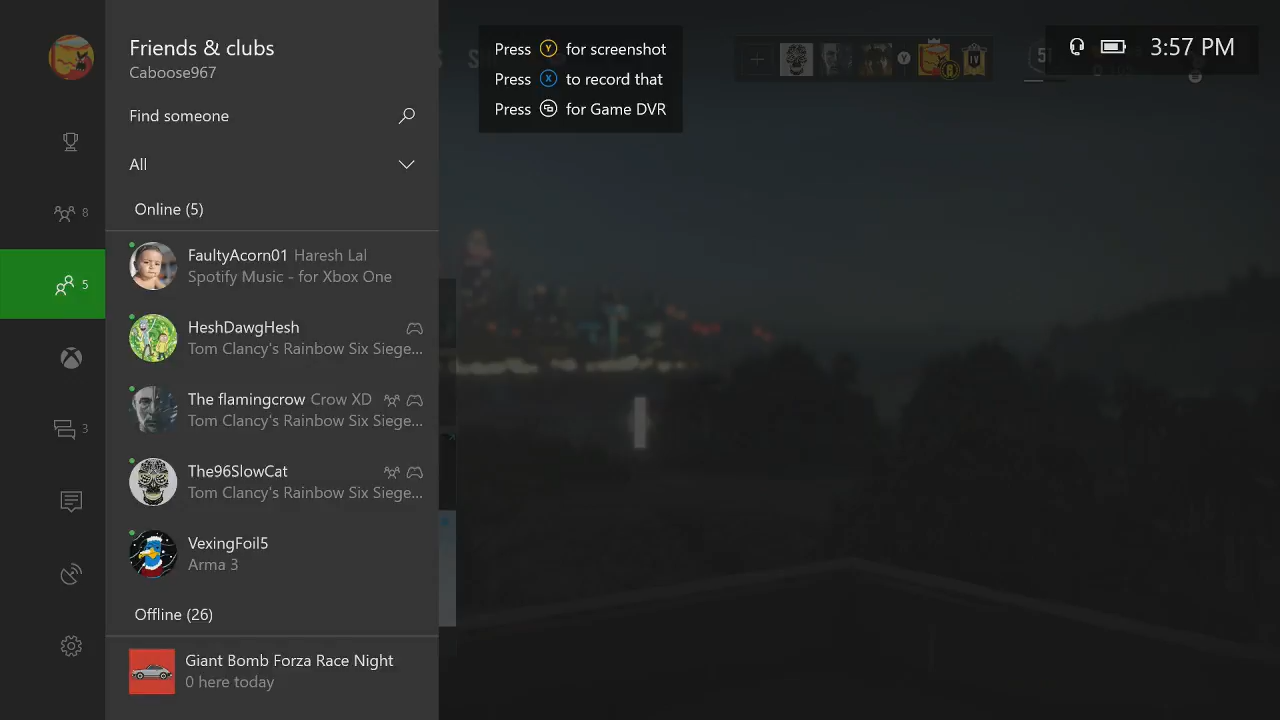 Friends & clubs
Caboose967
Find someone
All
Online (5)
FaultyAcorn01 Haresh Lal
Spotify Music - for Xbox One
HeshDawgHesh
Tom Clancy's Rainbow Six Siege...
The flamingcrow Crow XD
Tom Clancy's Rainbow Six Siege...
The96SlowCat
Tom Clancy's Rainbow Six Siege...
VexingFoil5
Arma 3
Offline (26)
Giant Bomb Forza Race Night
0 here today
8
5
3
Press Y for screenshot
Press X to record that
Press for Game DVR
Y
IV
3:57 PM